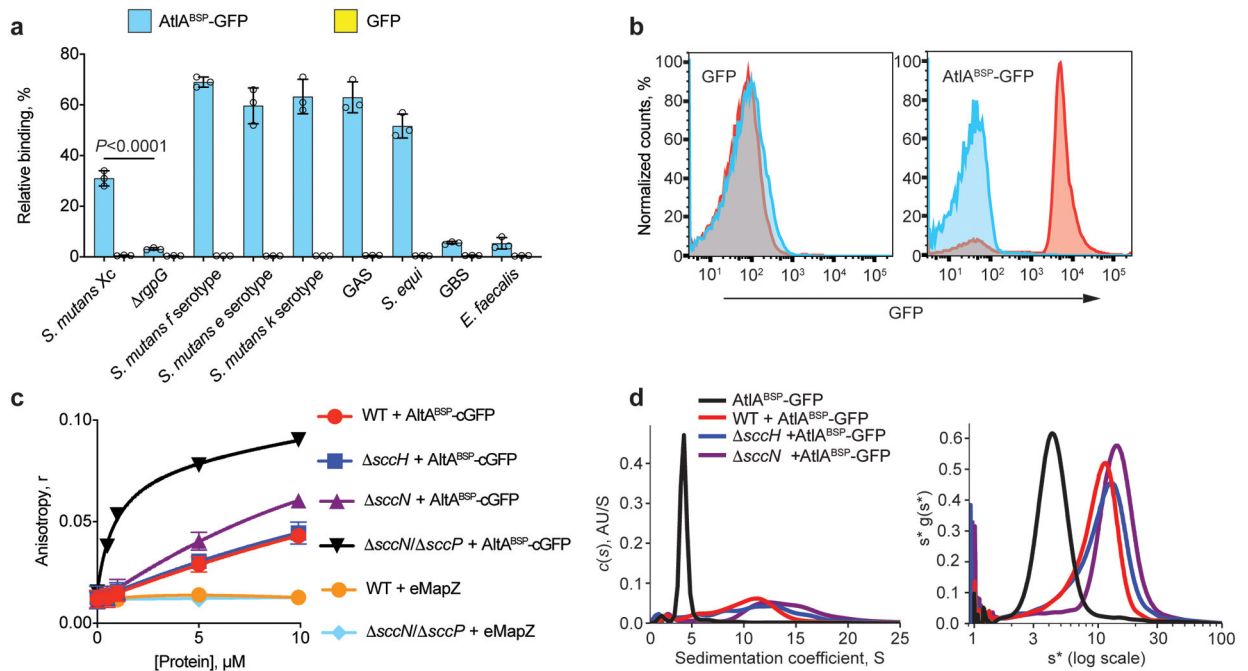 a
AtlA^BSP-GFP
GFP
Relative binding, %
80
60
40
20
0
P<0.0001
S. mutans Xc
ΔrgpG
S. mutans f serotype
S. mutans e serotype
S. mutans k serotype
GAS
S. equi
GBS
E. faecalis
b
Normalized counts, %
100
80
60
40
20
0
GFP
10^1 10^2 10^3 10^4 10^5
100
80
60
40
20
0
AtlA^BSP-GFP
10^1 10^2 10^3 10^4 10^5
GFP
c
Anisotropy, r
0.10
0.05
0.00
0 5 10
[Protein], µM
WT + AltA^BSP-cGFP
ΔsccH + AltA^BSP-cGFP
ΔsccN + AltA^BSP-cGFP
ΔsccN/ΔsccP + AltA^BSP-cGFP
WT + eMapZ
ΔsccN/ΔsccP + eMapZ
d
AtlA^BSP-GFP
WT + AtlA^BSP-GFP
ΔsccH +AtlA^BSP-GFP
ΔsccN +AtlA^BSP-GFP
c(s), AU/S
0.4
0.3
0.2
0.1
0.0
0 5 10 15 20 25
Sedimentation coefficient, S
s* g(s*)
0.6
0.5
0.4
0.3
0.2
0.1
0.0
1 3 10 30 100
s* (log scale)